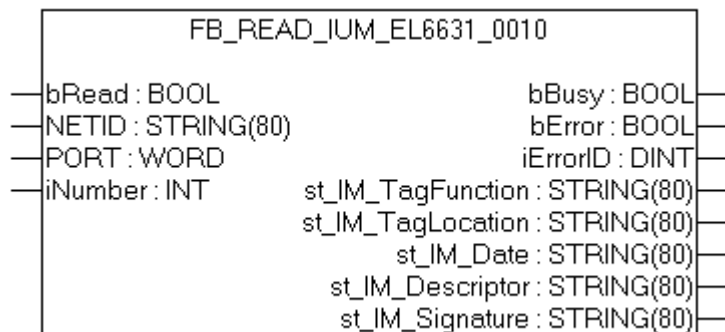 FB_READ_IUM_EL6631_0010
bRead : BOOL bBusy : BOOL
NETID : STRING(80) bError : BOOL
PORT : WORD iErrorID : DINT
iNumber : INT st_IM_TagFunction : STRING(80)
st_IM_TagLocation : STRING(80)
st_IM_Date : STRING(80)
st_IM_Descriptor : STRING(80)
st_IM_Signature : STRING(80)